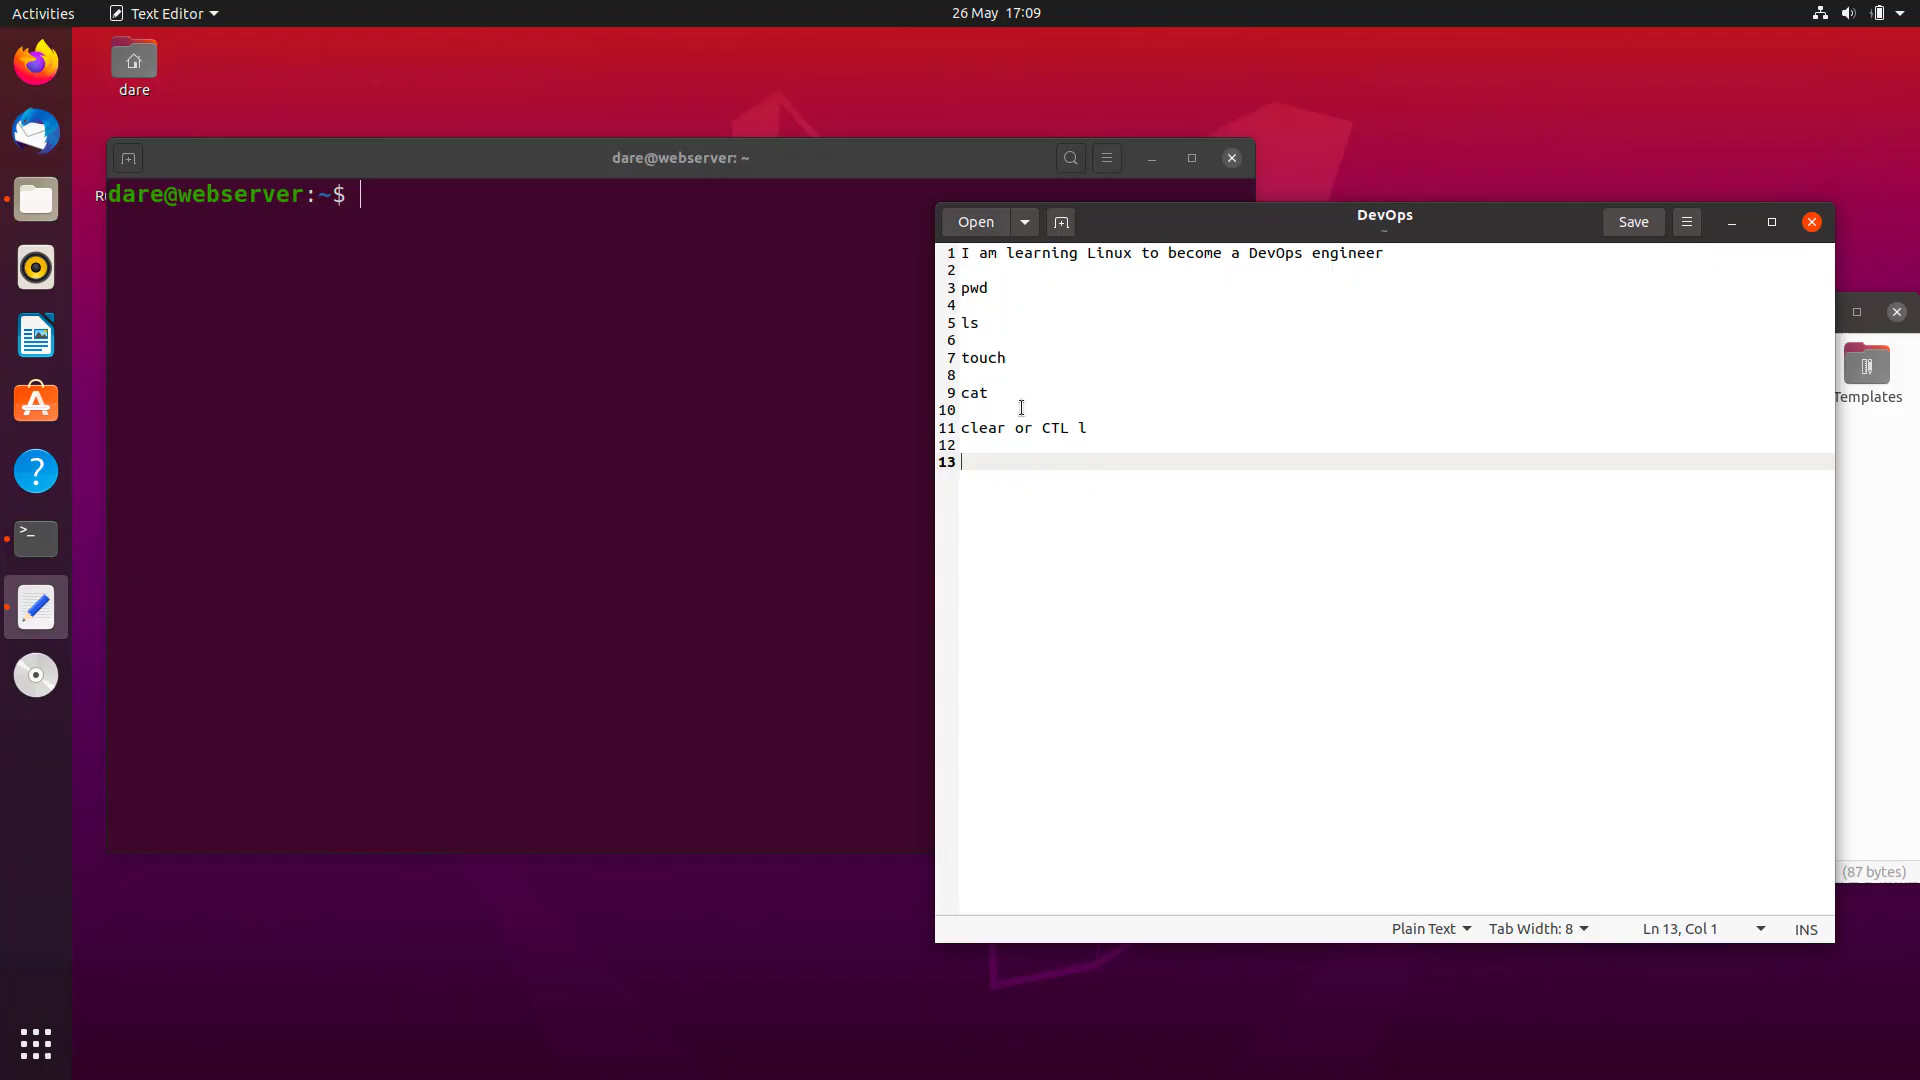 Activities
Text Editor
26 May 17:09
dare
dare@webserver: ~
dare@webserver:~$
Open
DevOps
~
Save
1 I am learning Linux to become a DevOps engineer
2
3 pwd
4
5 ls
6
7 touch
8
9 cat
10
11 clear or CTL l
12
13
Templates
(87 bytes)
Plain Text
Tab Width: 8
Ln 13, Col 1
INS